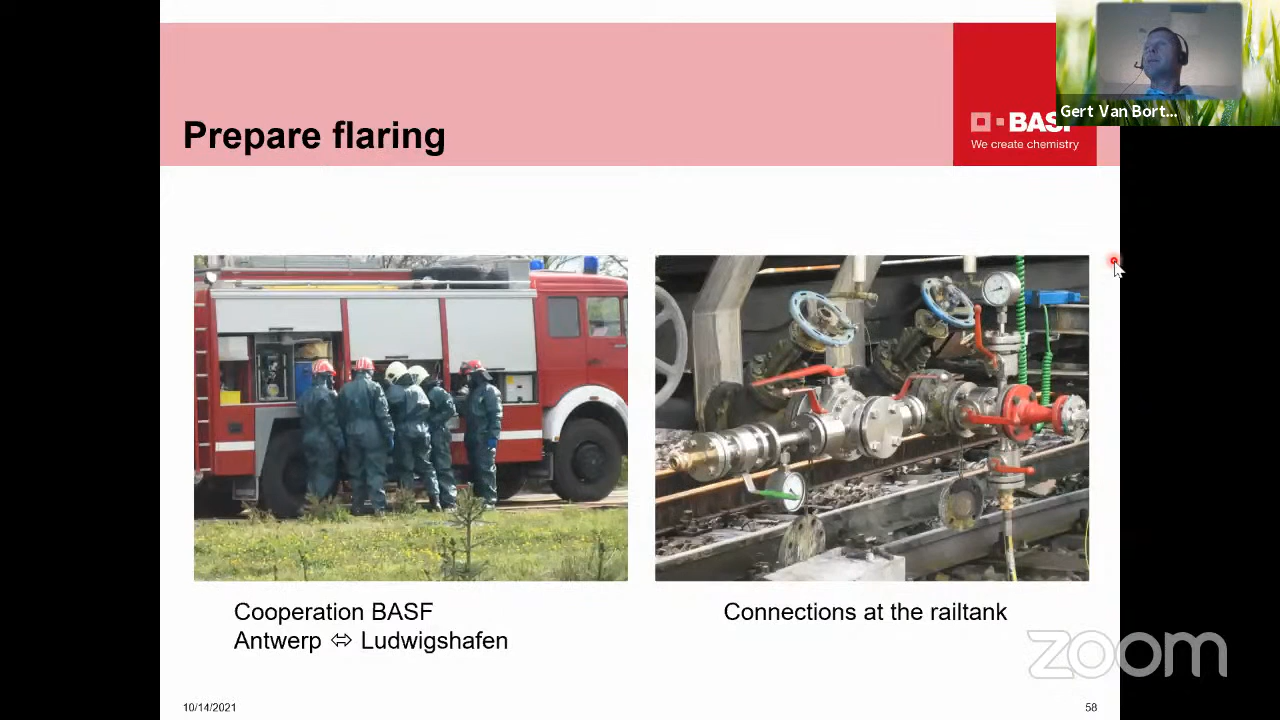 Prepare flaring
BASF
We create chemistry
Gert Van Bort...
Cooperation BASF
Antwerp ⇔ Ludwigshafen
Connections at the railtank
zoom
10/14/2021
58